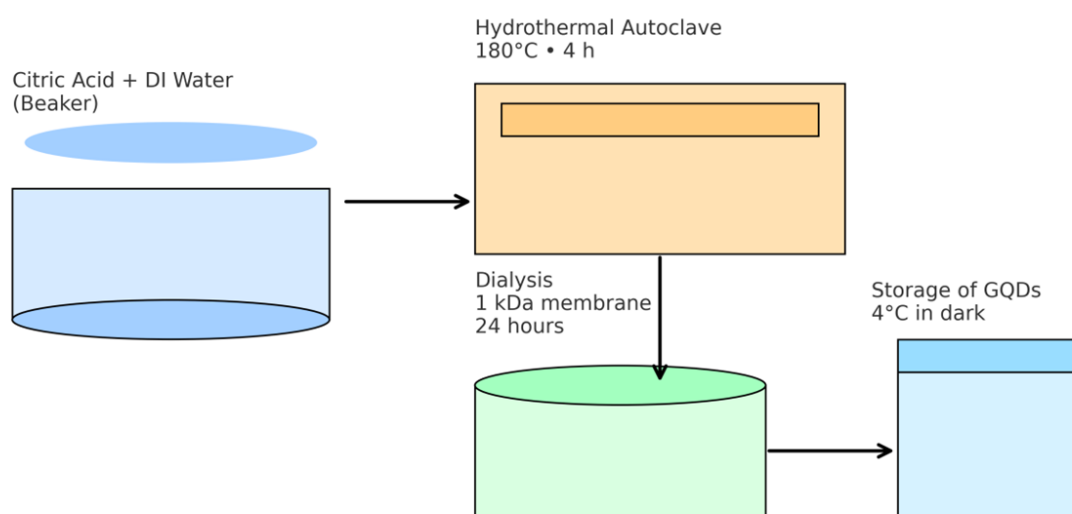 Citric Acid + DI Water
(Beaker)
Hydrothermal Autoclave
180°C • 4 h
Dialysis
1 kDa membrane
24 hours
Storage of GQDs
4°C in dark